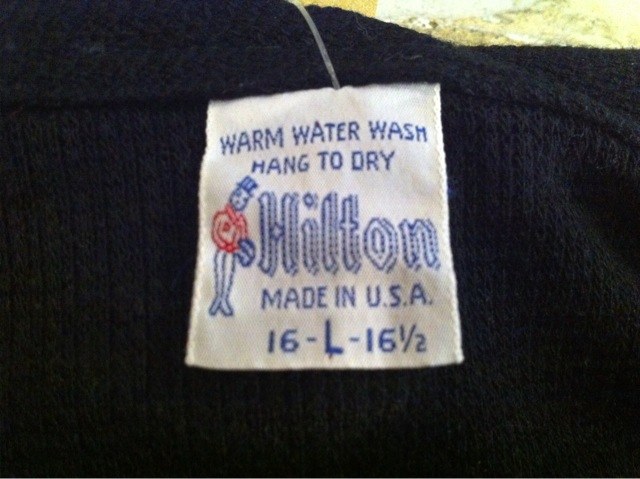 WARM WATER WASH
HANG TO DRY
Hilton
MADE IN U.S.A.
16-L-16½